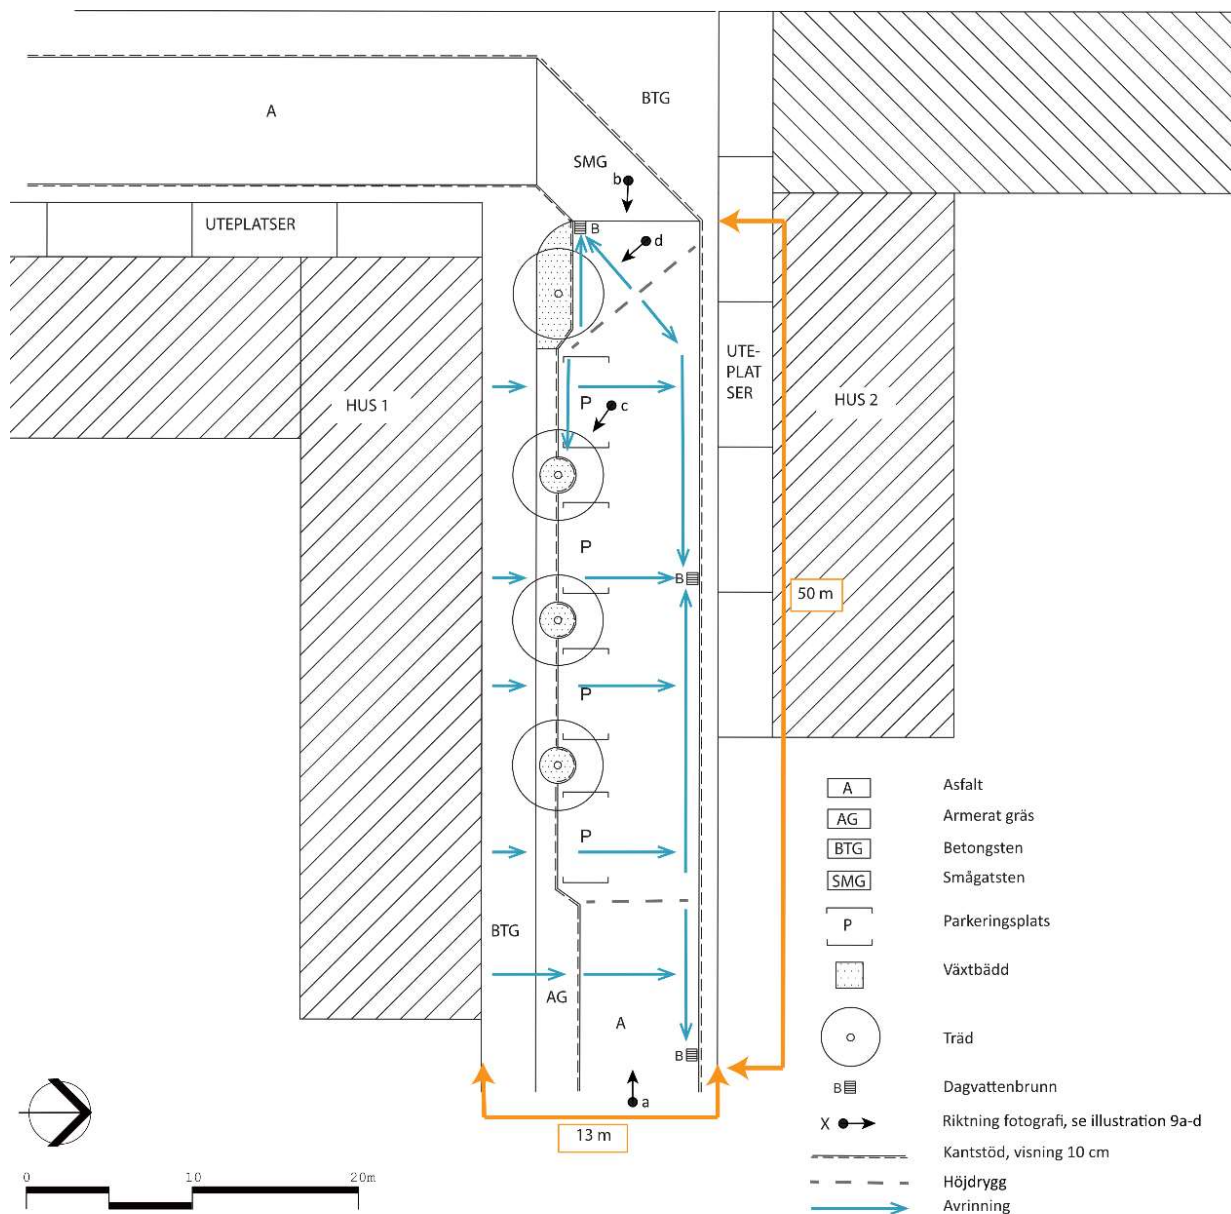 A
BTG
SMG
b
UTEPLATSER
B
d
UTE-
PLAT
SER
HUS 1
P
c
HUS 2
P
B
50 m
P
P
BTG
AG
A
B
a
13 m
A Asfalt
AG Armerat gräs
BTG Betongsten
SMG Smågatsten
P Parkeringsplats
Växtbädd
Träd
B Dagvattenbrunn
X Riktning fotografi, se illustration 9a-d
Kantstöd, visning 10 cm
Höjdrygg
Avrinning
0 10 20m